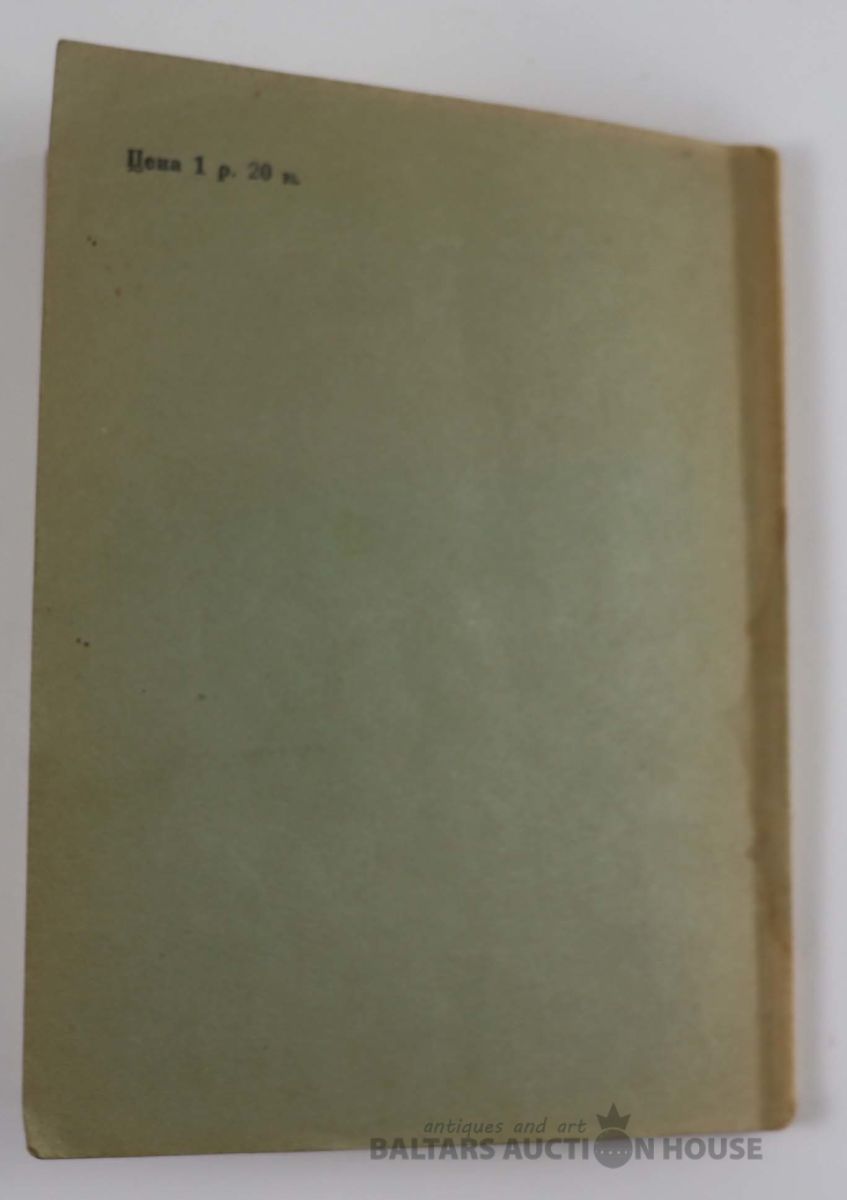 Цена 1 р. 20 к.
antiques and art
BALTARS AUCTION HOUSE